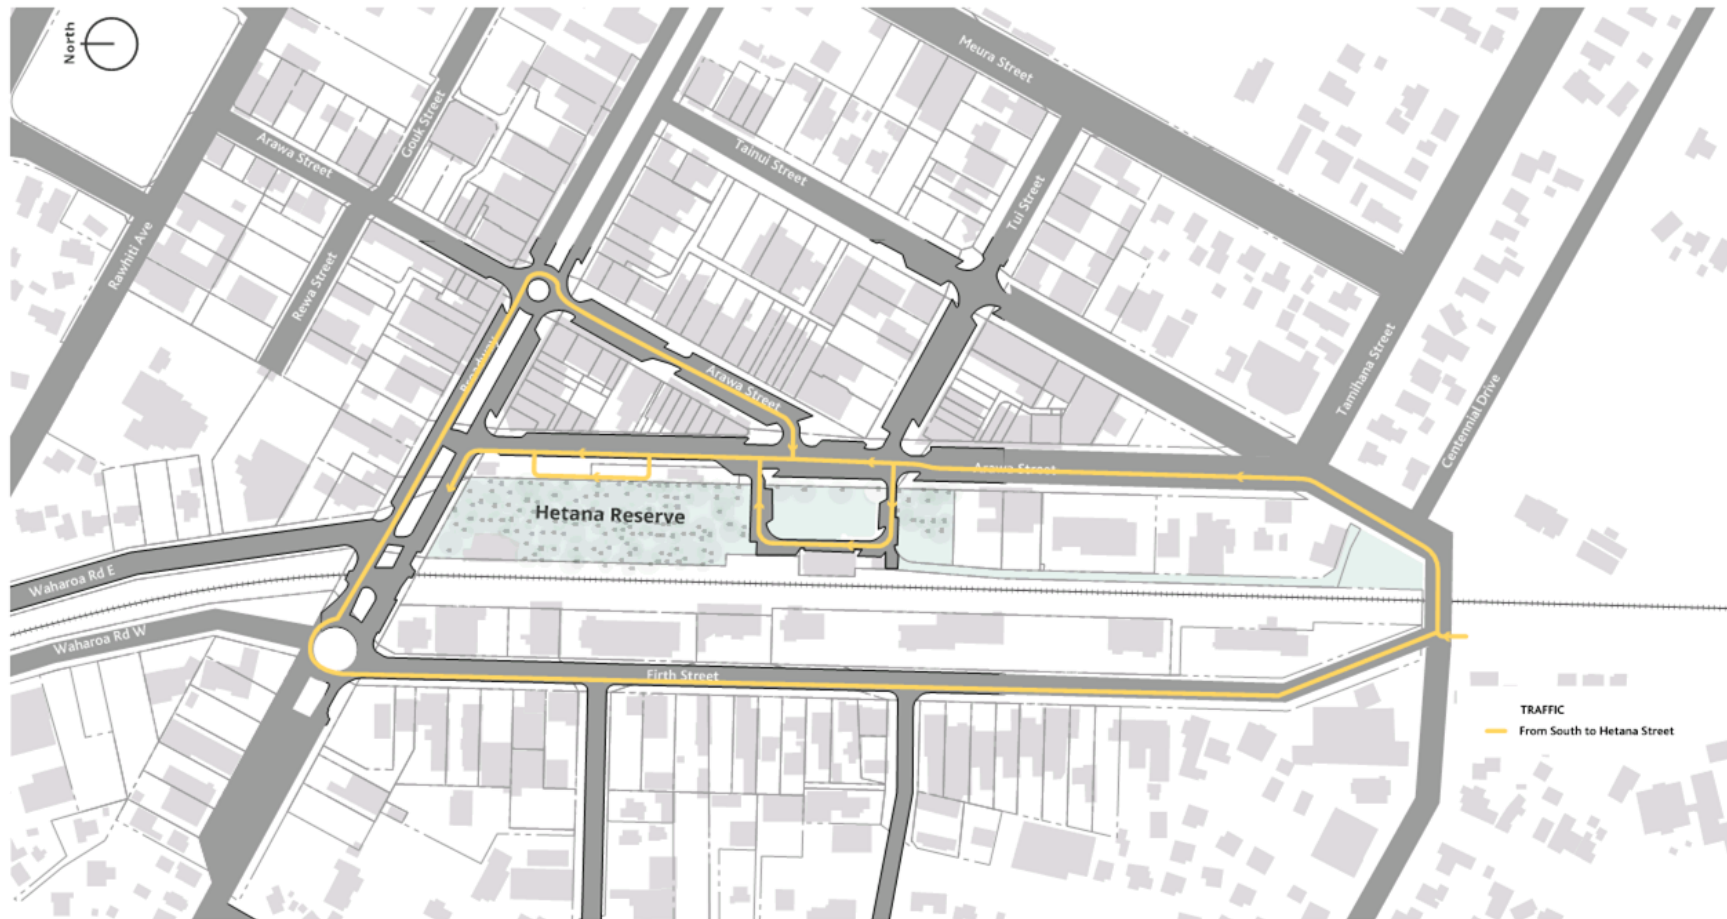 North
Meura Street
Gouk Street
Arawa Street
Tainui Street
Tui Street
Rawhiti Ave
Rewa Street
Broadway
Arawa Street
Tamihana Street
Centennial Drive
Arawa Street
Hetana Reserve
Waharoa Rd E
Waharoa Rd W
Firth Street
TRAFFIC
From South to Hetana Street